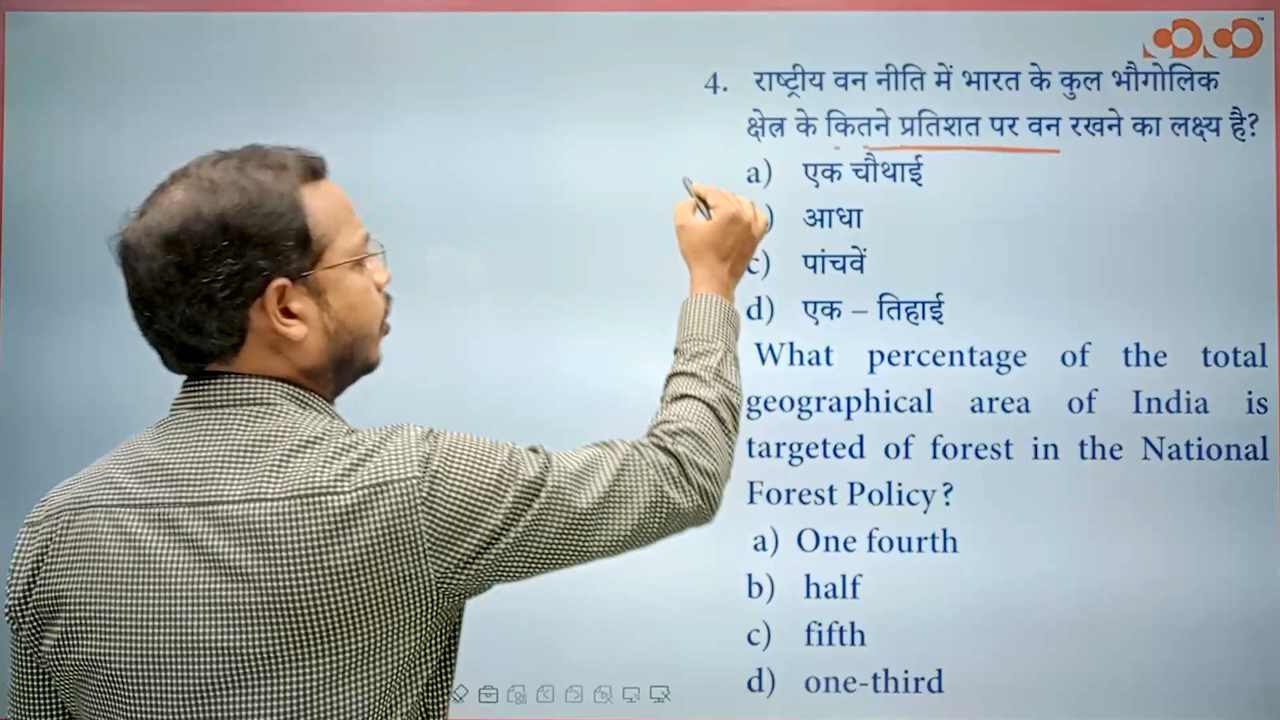 4. राष्ट्रीय वन नीति में भारत के कुल भौगोलिक
क्षेत्र के कितने प्रतिशत पर वन रखने का लक्ष्य है?
a) एक चौथाई
) आधा
c) पांचवें
d) एक – तिहाई
What percentage of the total
geographical area of India is
targeted of forest in the National
Forest Policy?
a) One fourth
b) half
c) fifth
d) one-third